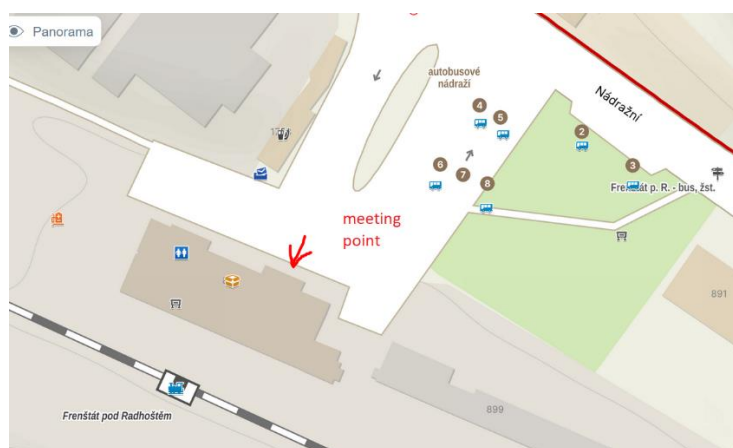 Panorama
autobusové
nádraží
Nádražní
4
5
2
3
6
7
8
Frenštát p. R. - bus, žst.
meeting
point
891
899
Frenštát pod Radhoštěm